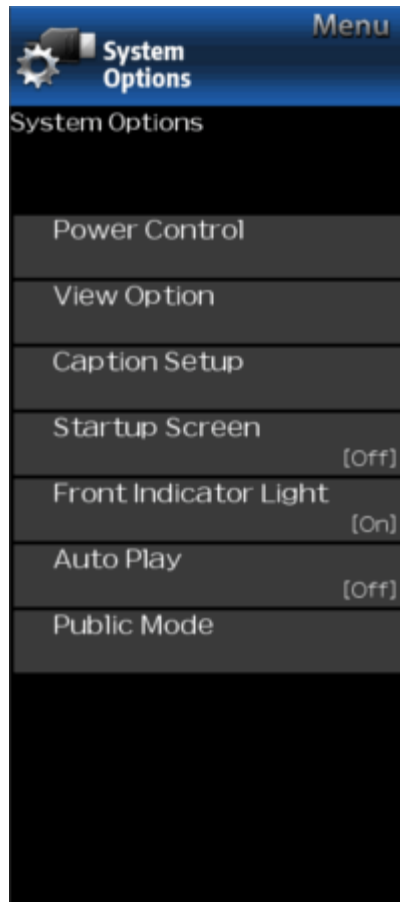 Menu
System
Options
System Options
Power Control
View Option
Caption Setup
Startup Screen
[Off]
Front Indicator Light
[On]
Auto Play
[Off]
Public Mode